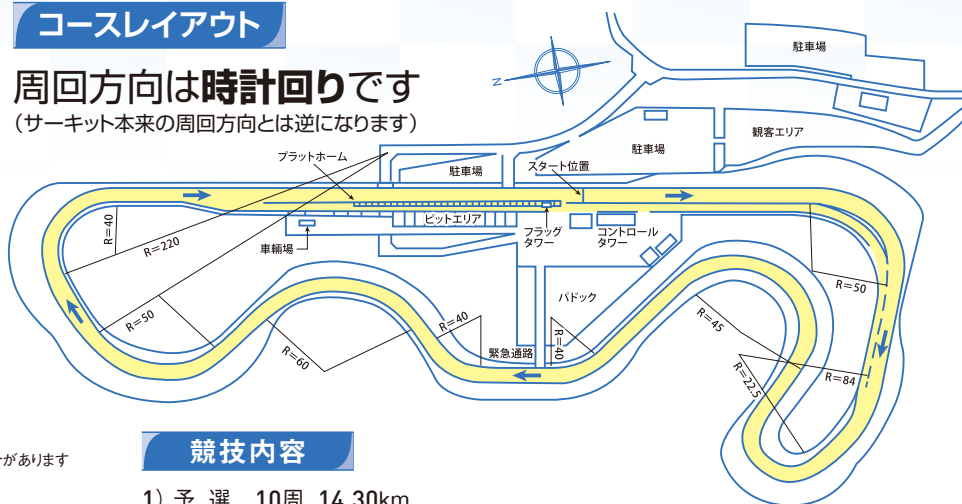 コースレイアウト
周回方向は時計回りです
（サーキット本来の周回方向とは逆になります）
N
駐車場
観客エリア
駐車場
プラットホーム
駐車場
スタート位置
ピットエリア
フラッグ
タワー
コントロール
タワー
車輛場
パドック
緊急通路
R=40
R=220
R=50
R=60
R=40
R=40
R=45
R=50
R=84
R=22.5
があります
競技内容
1）予 選 10周 14.30km